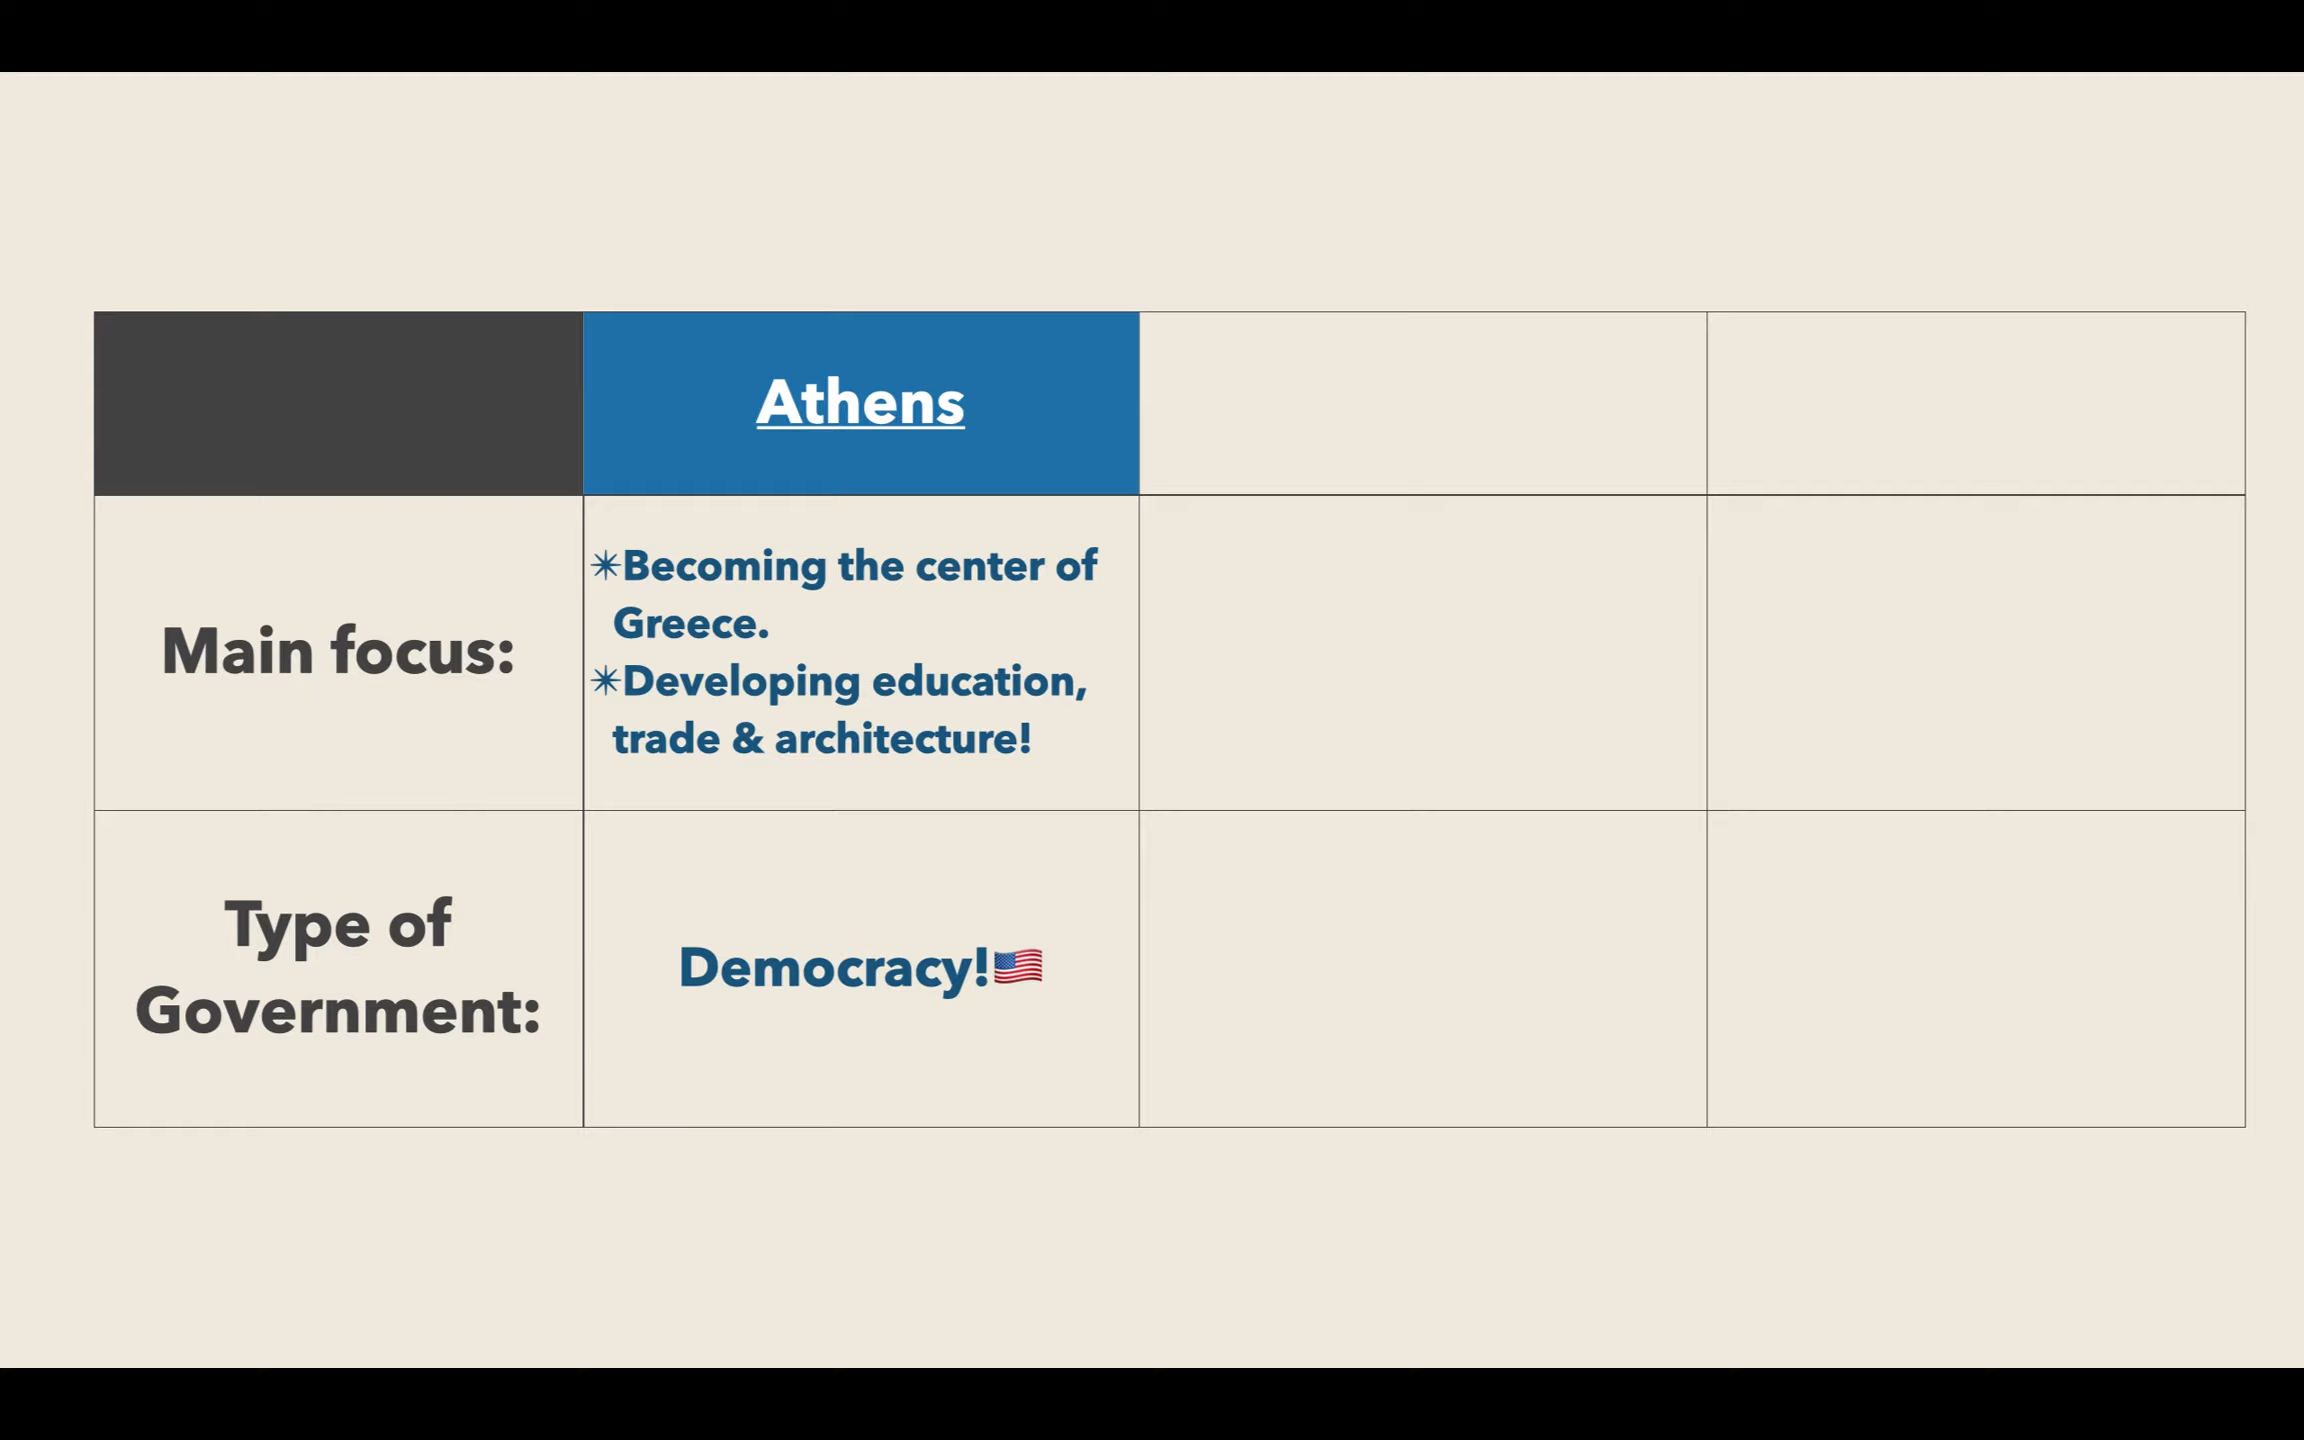 Athens
Main focus:
✴Becoming the center of
Greece.
✴Developing education,
trade & architecture!
Type of
Government:
Democracy!🇺🇸